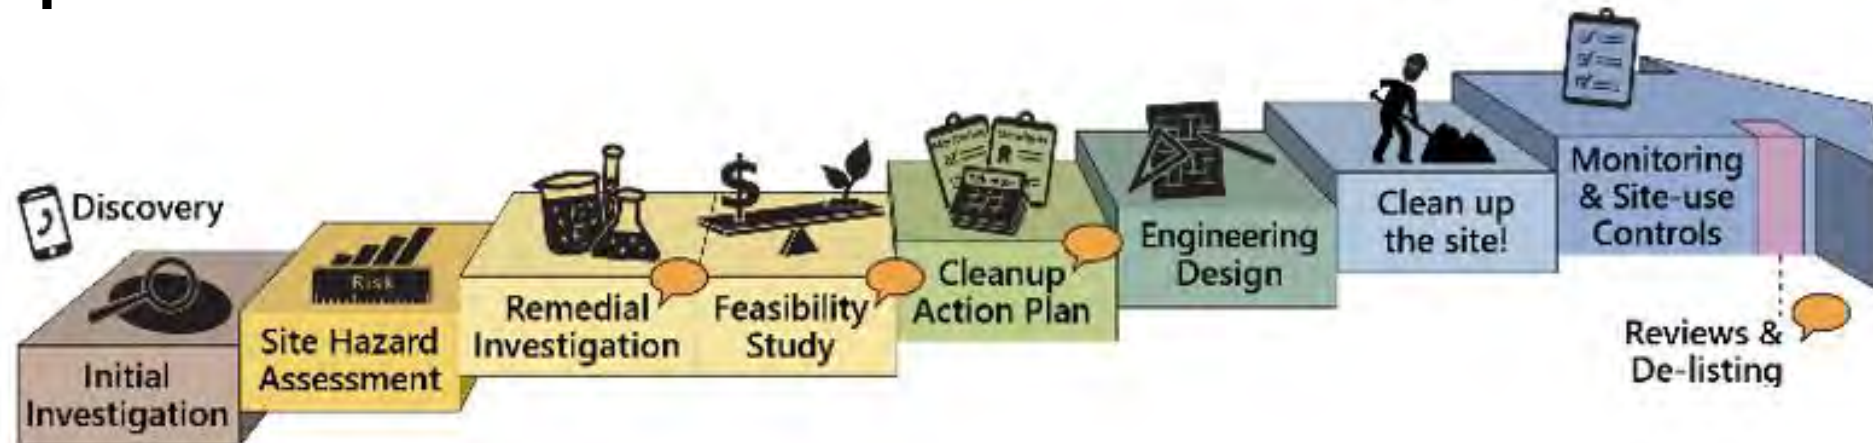 Discovery
Initial
Investigation
Risk
Site Hazard
Assessment
Remedial
Investigation
$
Feasibility
Study
Cleanup
Action Plan
Engineering
Design
Clean up
the site!
Monitoring
& Site-use
Controls
Reviews &
De-listing